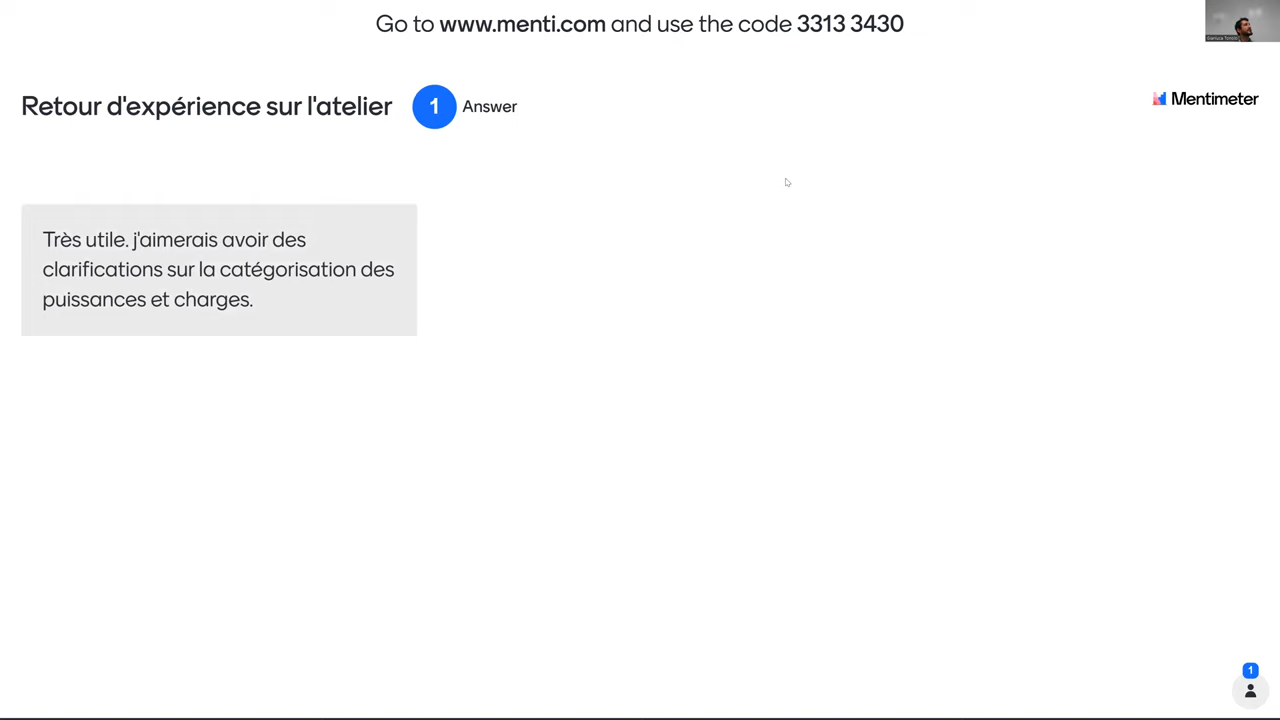 Go to www.menti.com and use the code 3313 3430
Retour d'expérience sur l'atelier
1 Answer
Mentimeter
Très utile. j'aimerais avoir des
clarifications sur la catégorisation des
puissances et charges.
1